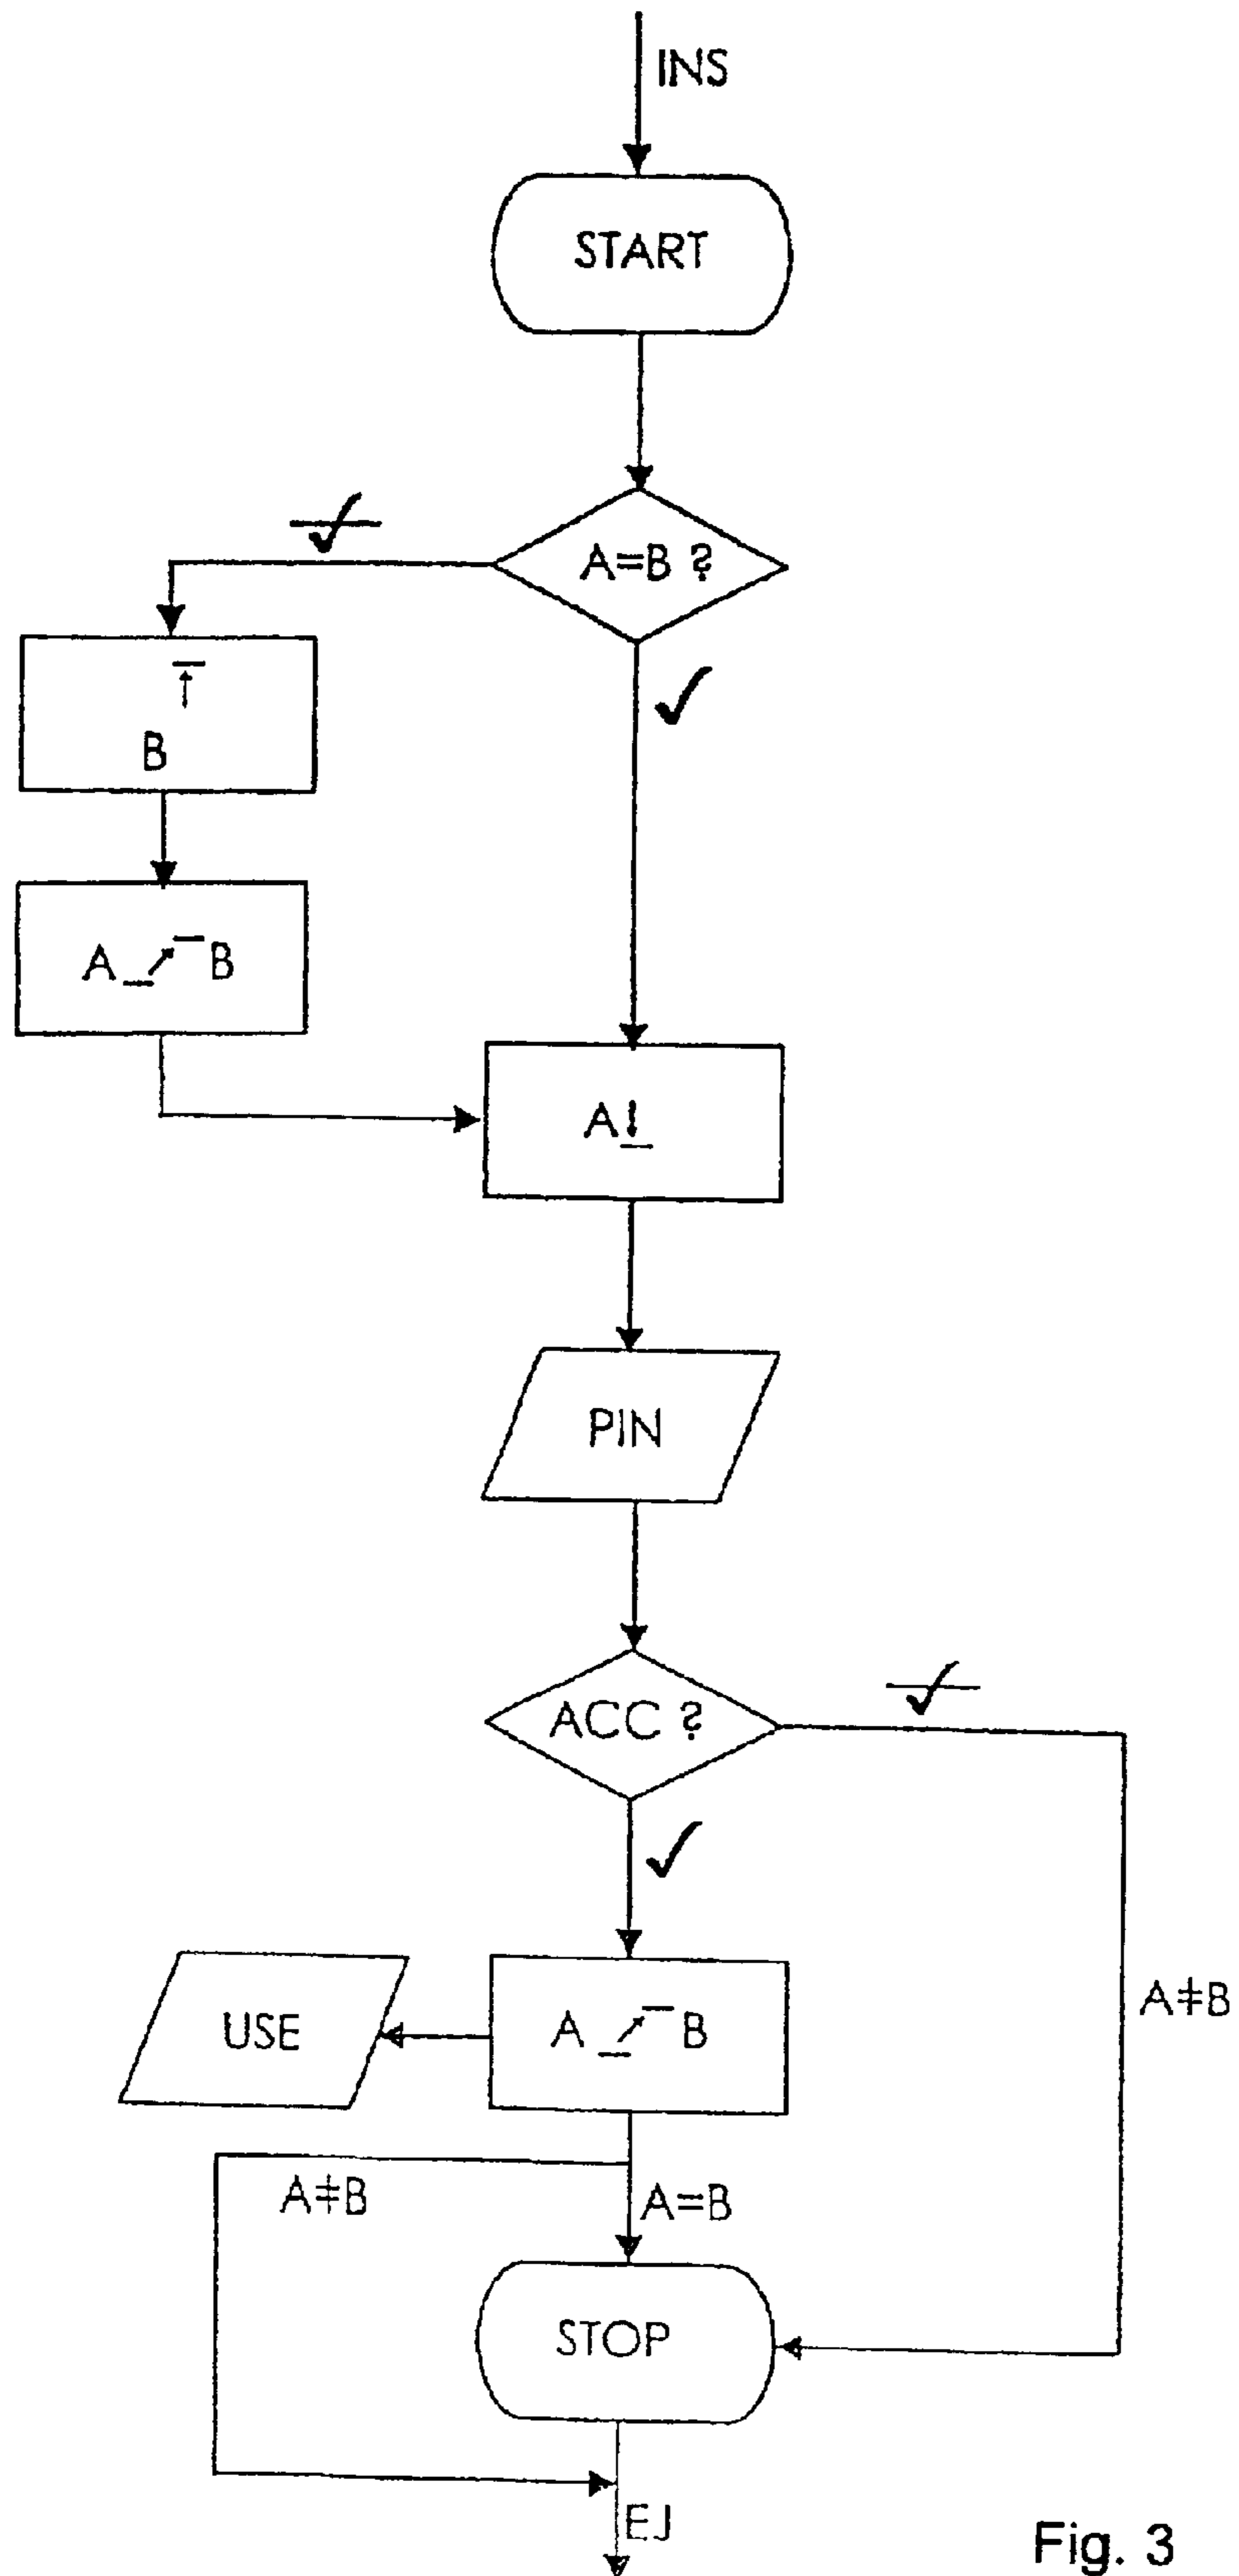 INS
START
A=B ?
✓
✓
B
A B
A
PIN
ACC ?
✓
✓
USE
A B
A≠B
A≠B
A=B
STOP
EJ
Fig. 3